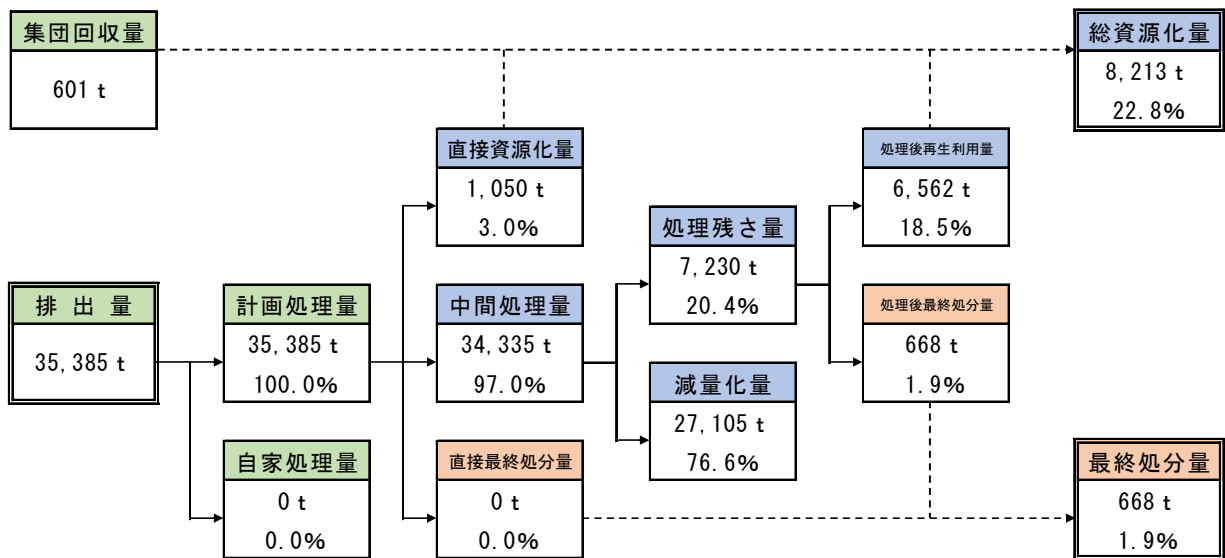 集団回収量
601 t
総資源化量
8,213 t
22.8%
直接資源化量
1,050 t
3.0%
処理後再生利用量
6,562 t
18.5%
処理残さ量
7,230 t
20.4%
排出量
35,385 t
計画処理量
35,385 t
100.0%
中間処理量
34,335 t
97.0%
処理後最終処分量
668 t
1.9%
減量化量
27,105 t
76.6%
自家処理量
0 t
0.0%
直接最終処分量
0 t
0.0%
最終処分量
668 t
1.9%